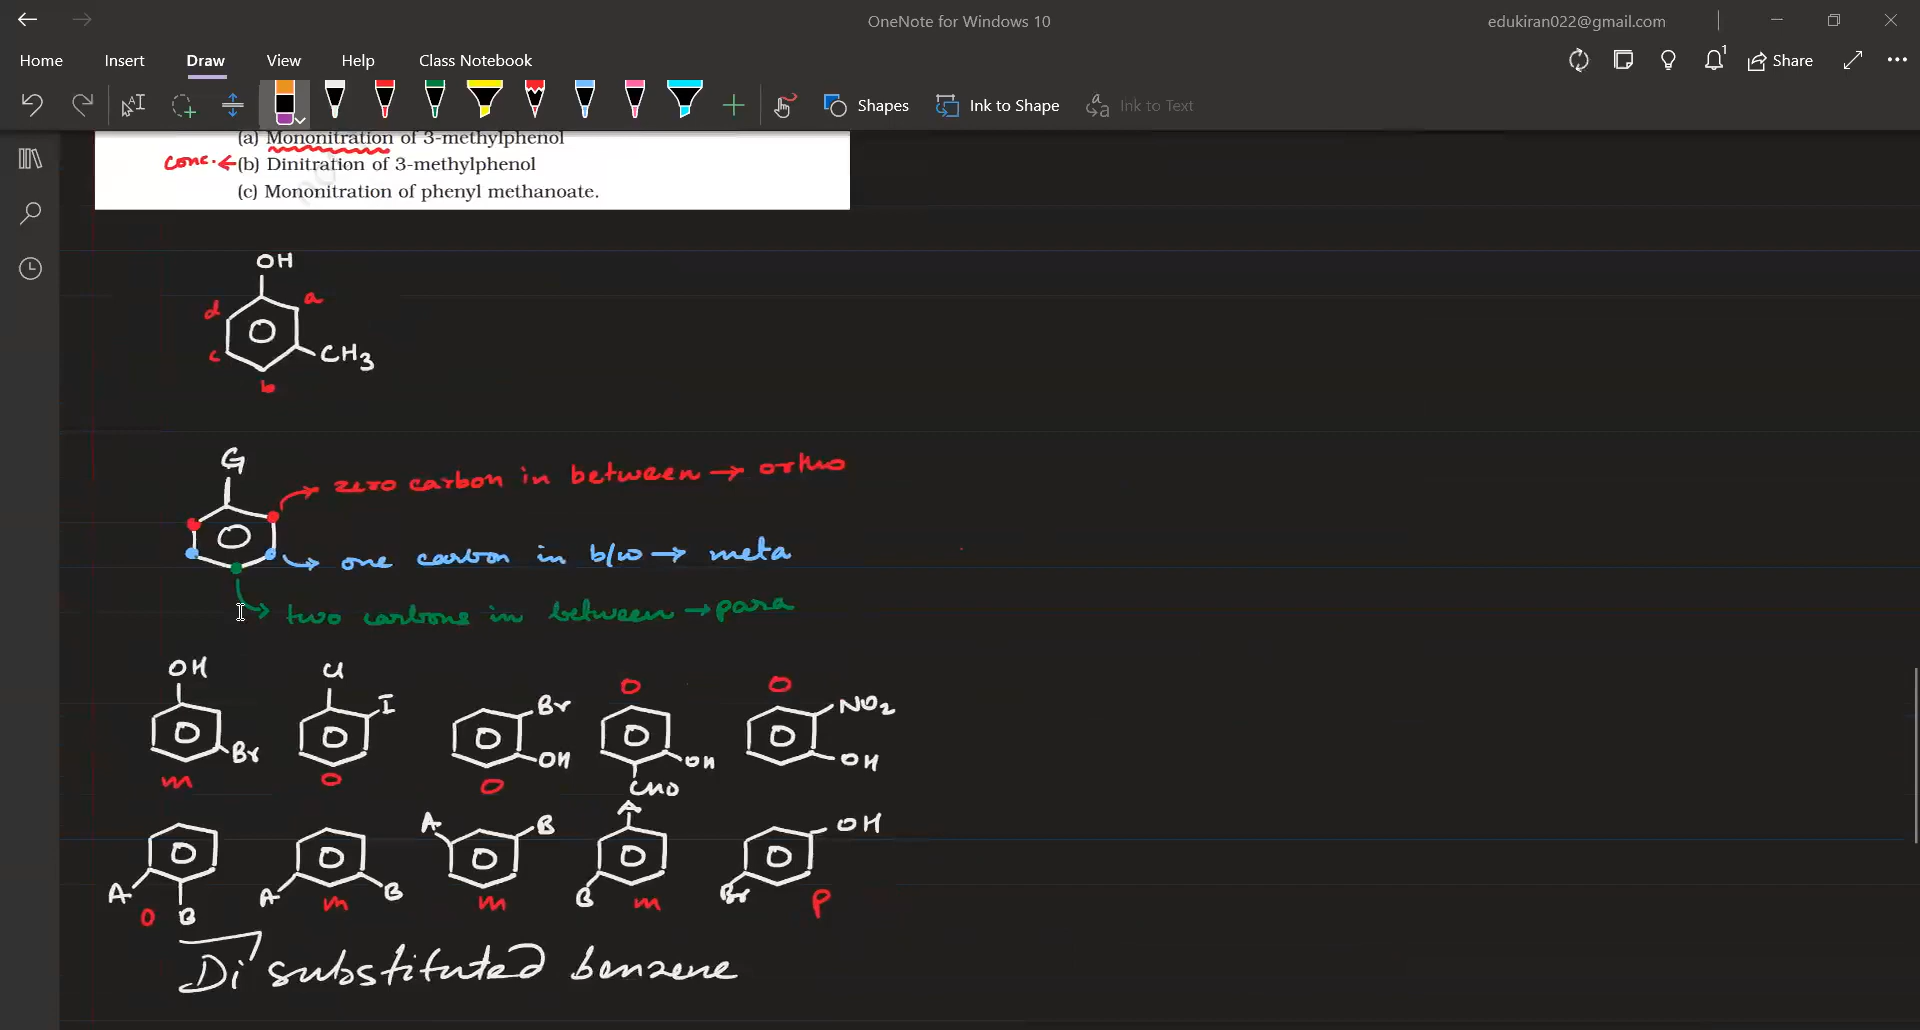 OneNote for Windows 10
edukiran022@gmail.com
Home Insert Draw View Help Class Notebook
1 Share
Shapes Ink to Shape Ink to Text
(a) Mononitration of 3-methylphenol
conc. ← (b) Dinitration of 3-methylphenol
(c) Mononitration of phenyl methanoate.
OH
d a
c CH3
b
G
zero carbon in between → ortho
one carbon in b/w → meta
two carbons in between → para
OH Cl O O
I Br NO2
Br OH OH OH
m O O CHO
A
A B OH
A B A B B Br
O m m m p
Di substituted benzene